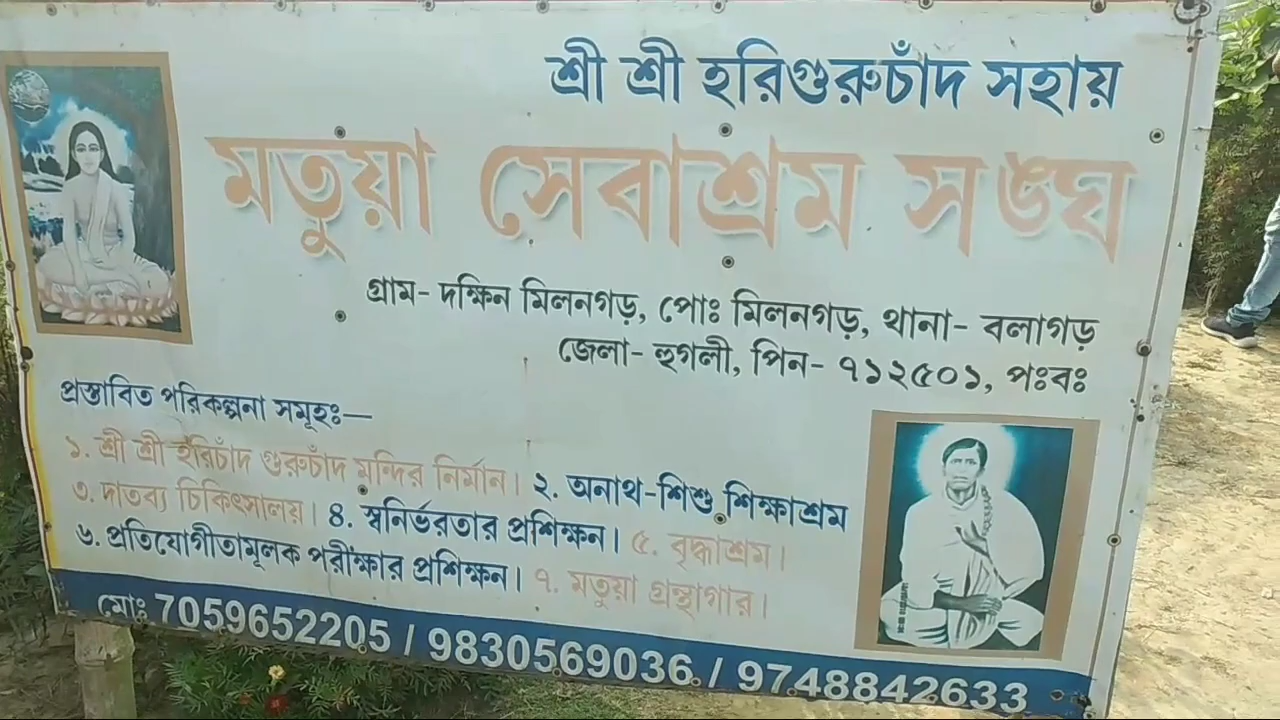 শ্রী শ্রী হরিগুরুচাঁদ সহায়
মতুয়া সেবাশ্রম সঙ্ঘ
গ্রাম- দক্ষিন মিলনগড়, পোঃ মিলনগড়, থানা- বলাগড়
জেলা- হুগলী, পিন- ৭১২৫০১, পঃবঃ
প্রস্তাবিত পরিকল্পনা সমূহঃ—
১. শ্রী শ্রী হরিচাঁদ গুরুচাঁদ মন্দির নির্মান। ২. অনাথ-শিশু শিক্ষাশ্রম
৩. দাতব্য চিকিৎসালয়। ৪. স্বনির্ভরতার প্রশিক্ষন। ৫. বৃদ্ধাশ্রম।
৬. প্রতিযোগীতামূলক পরীক্ষার প্রশিক্ষন। ৭. মতুয়া গ্রন্থাগার।
মোঃ 7059652205 / 9830569036 / 9748842633